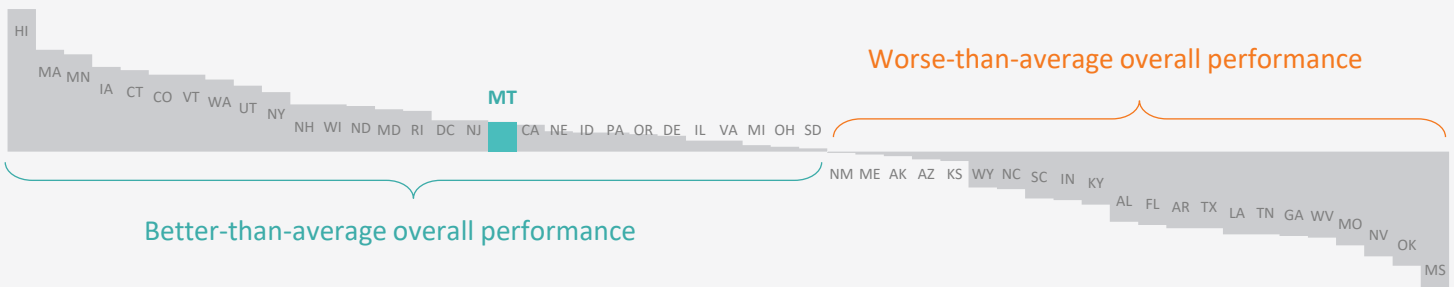 HI
MA MN IA CT CO VT WA UT NY NH WI ND MD RI DC NJ MT CA NE ID PA OR DE IL VA MI OH SD
Worse-than-average overall performance
NM ME AK AZ KS WY NC SC IN KY AL FL AR TX LA TN GA WV MO NV OK MS
Better-than-average overall performance